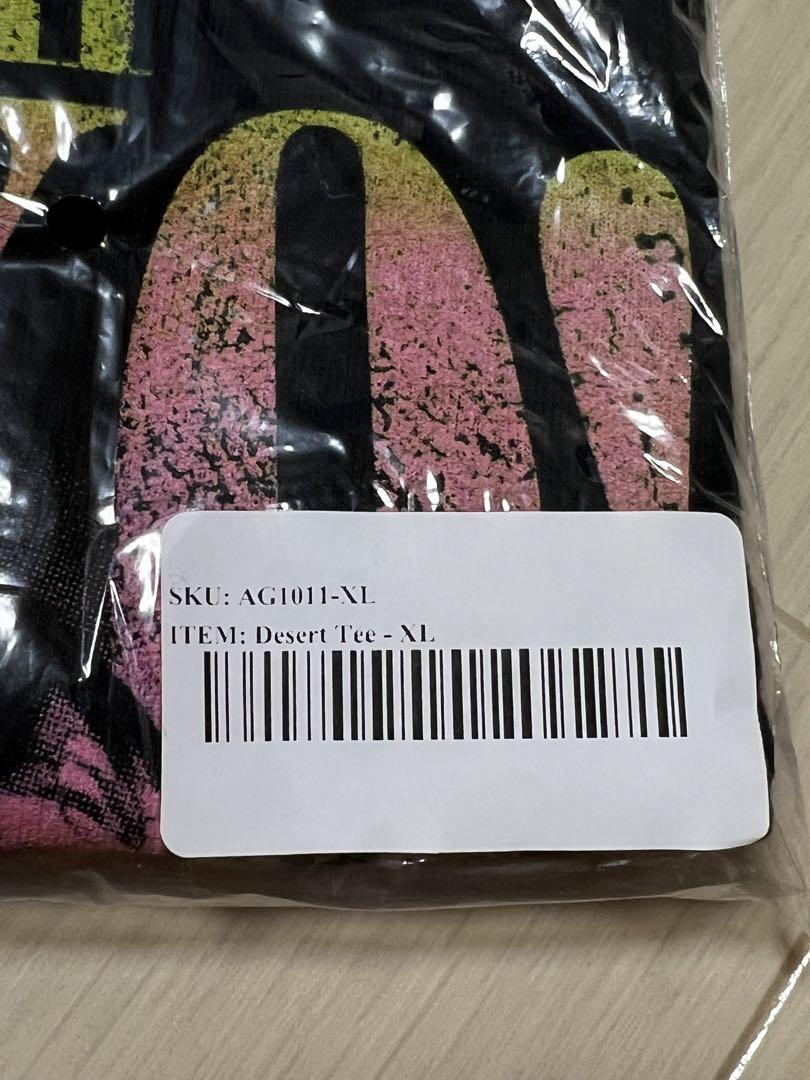 SKU: AG1011-XL
ITEM: Desert Tee - XL